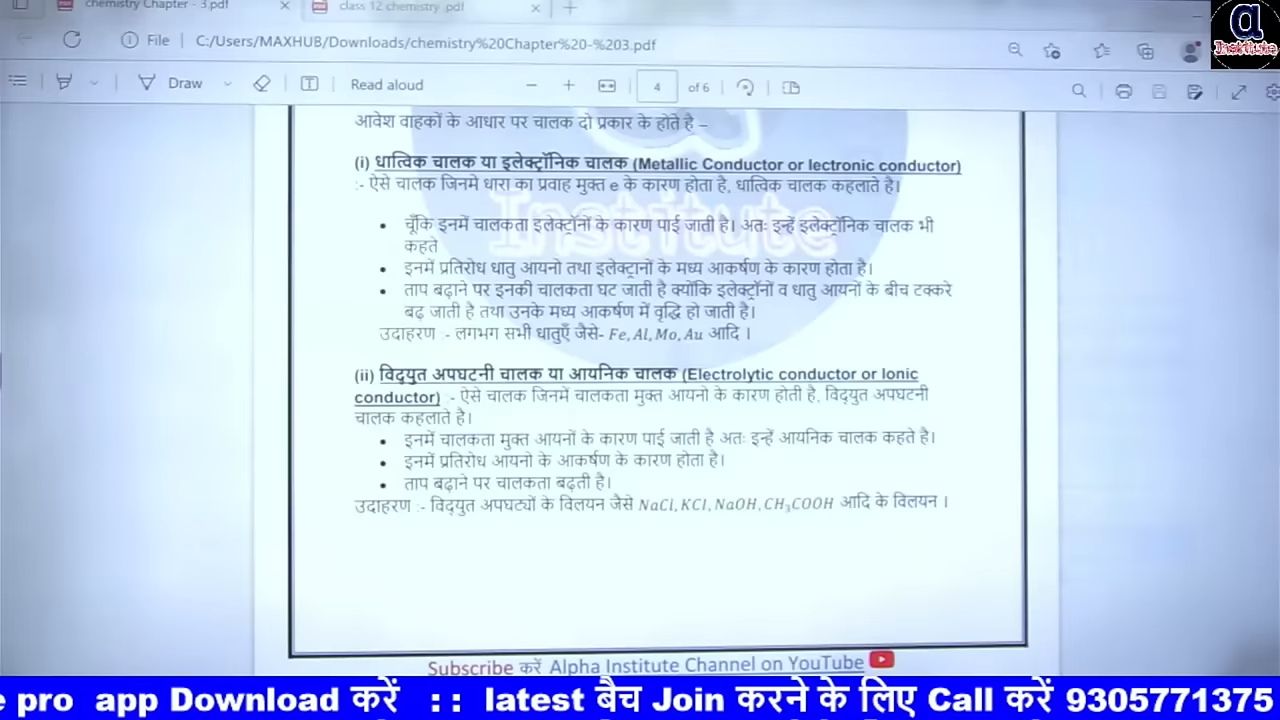 chemistry Chapter - 3.pdf
class 12 chemistry .pdf
File
C:/Users/MAXHUB/Downloads/chemistry%20Chapter%20-%203.pdf
Draw
Read aloud
4
of 6
a
Institute
आवेश वाहकों के आधार पर चालक दो प्रकार के होते है –
(i) धात्विक चालक या इलेक्ट्रॉनिक चालक (Metallic Conductor or lectronic conductor)
:- ऐसे चालक जिनमे धारा का प्रवाह मुक्त e के कारण होता है, धात्विक चालक कहलाते है।
Institute
• चूँकि इनमें चालकता इलेक्ट्रॉनों के कारण पाई जाती है। अतः इन्हें इलेक्ट्रॉनिक चालक भी
कहते
• इनमें प्रतिरोध धातु आयनो तथा इलेक्ट्रानों के मध्य आकर्षण के कारण होता है।
• ताप बढ़ाने पर इनकी चालकता घट जाती है क्योंकि इलेक्ट्रॉनों व धातु आयनों के बीच टक्करे
बढ़ जाती है तथा उनके मध्य आकर्षण में वृद्धि हो जाती है।
उदाहरण :- लगभग सभी धातुएँ जैसे- Fe, Al, Mo, Au आदि ।
(ii) विद्युत अपघटनी चालक या आयनिक चालक (Electrolytic conductor or Ionic
conductor) :- ऐसे चालक जिनमें चालकता मुक्त आयनो के कारण होती है, विद्युत अपघटनी
चालक कहलाते है।
• इनमें चालकता मुक्त आयनों के कारण पाई जाती है अतः इन्हें आयनिक चालक कहते है।
• इनमें प्रतिरोध आयनो के आकर्षण के कारण होता है।
• ताप बढ़ाने पर चालकता बढ़ती है।
उदाहरण :- विद्युत अपघट्यों के विलयन जैसे NaCl, KCl, NaOH, CH₃COOH आदि के विलयन ।
Subscribe करें Alpha Institute Channel on YouTube
e pro app Download करें :: latest बैच Join करने के लिए Call करें 9305771375